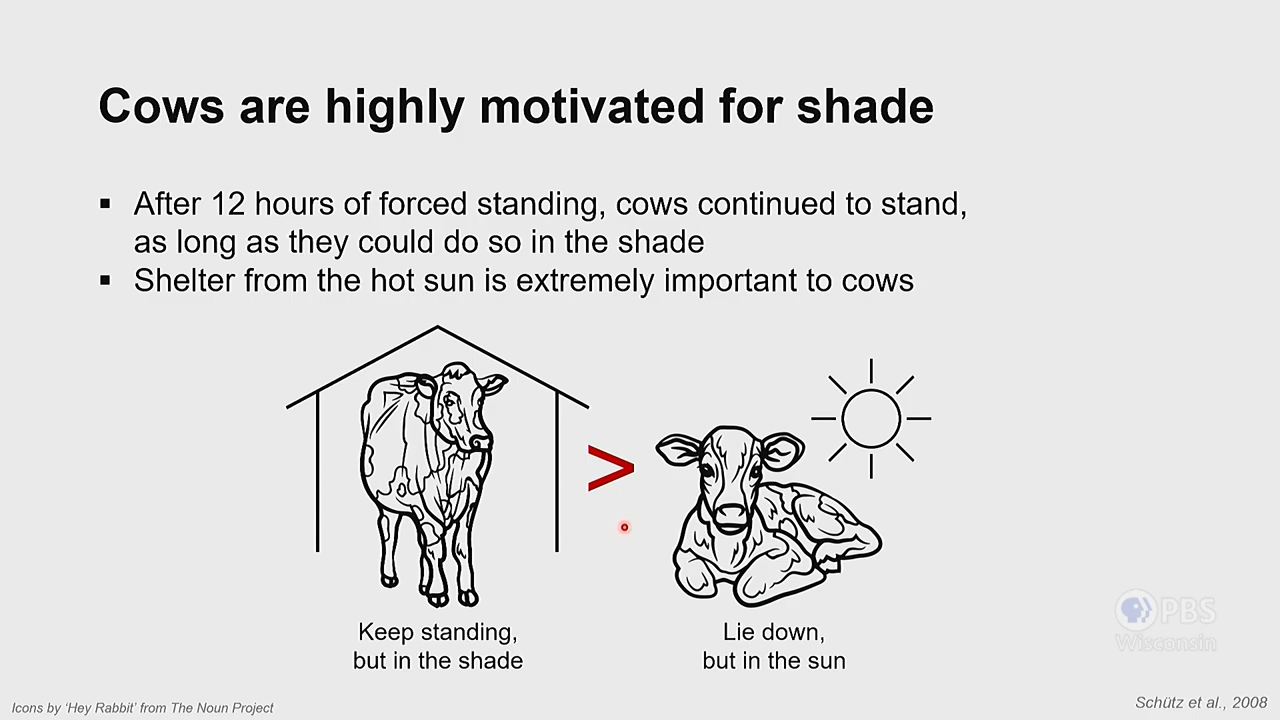 Cows are highly motivated for shade
▪ After 12 hours of forced standing, cows continued to stand,
as long as they could do so in the shade
▪ Shelter from the hot sun is extremely important to cows
>
Keep standing,
but in the shade
Lie down,
but in the sun
PBS
Wisconsin
Icons by ‘Hey Rabbit’ from The Noun Project
Schütz et al., 2008